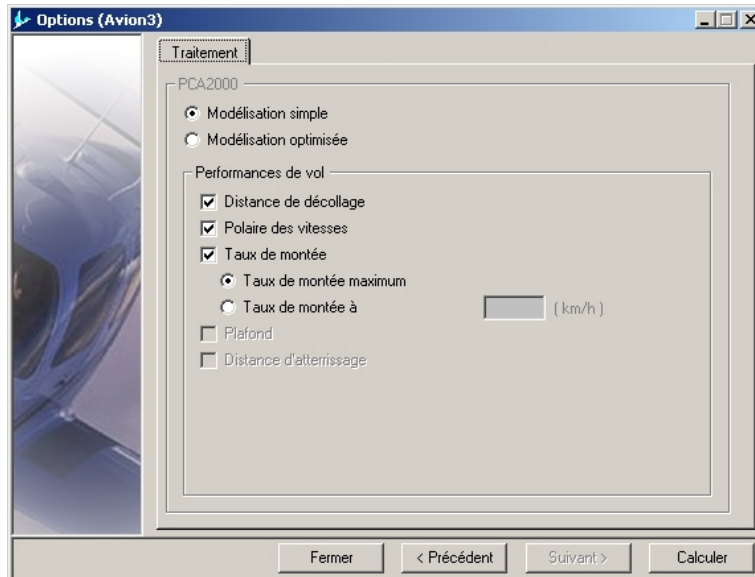 Options (Avion3)
Traitement
PCA2000
Modélisation simple
Modélisation optimisée
Performances de vol
Distance de décollage
Polaire des vitesses
Taux de montée
Taux de montée maximum
Taux de montée à ( km/h )
Plafond
Distance d'atterrissage
Fermer < Précédent Suivant > Calculer